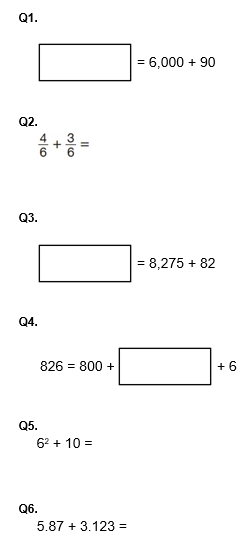 Q1.
= 6,000 + 90
Q2.
4/6 + 3/6 =
Q3.
= 8,275 + 82
Q4.
826 = 800 + + 6
Q5.
6² + 10 =
Q6.
5.87 + 3.123 =